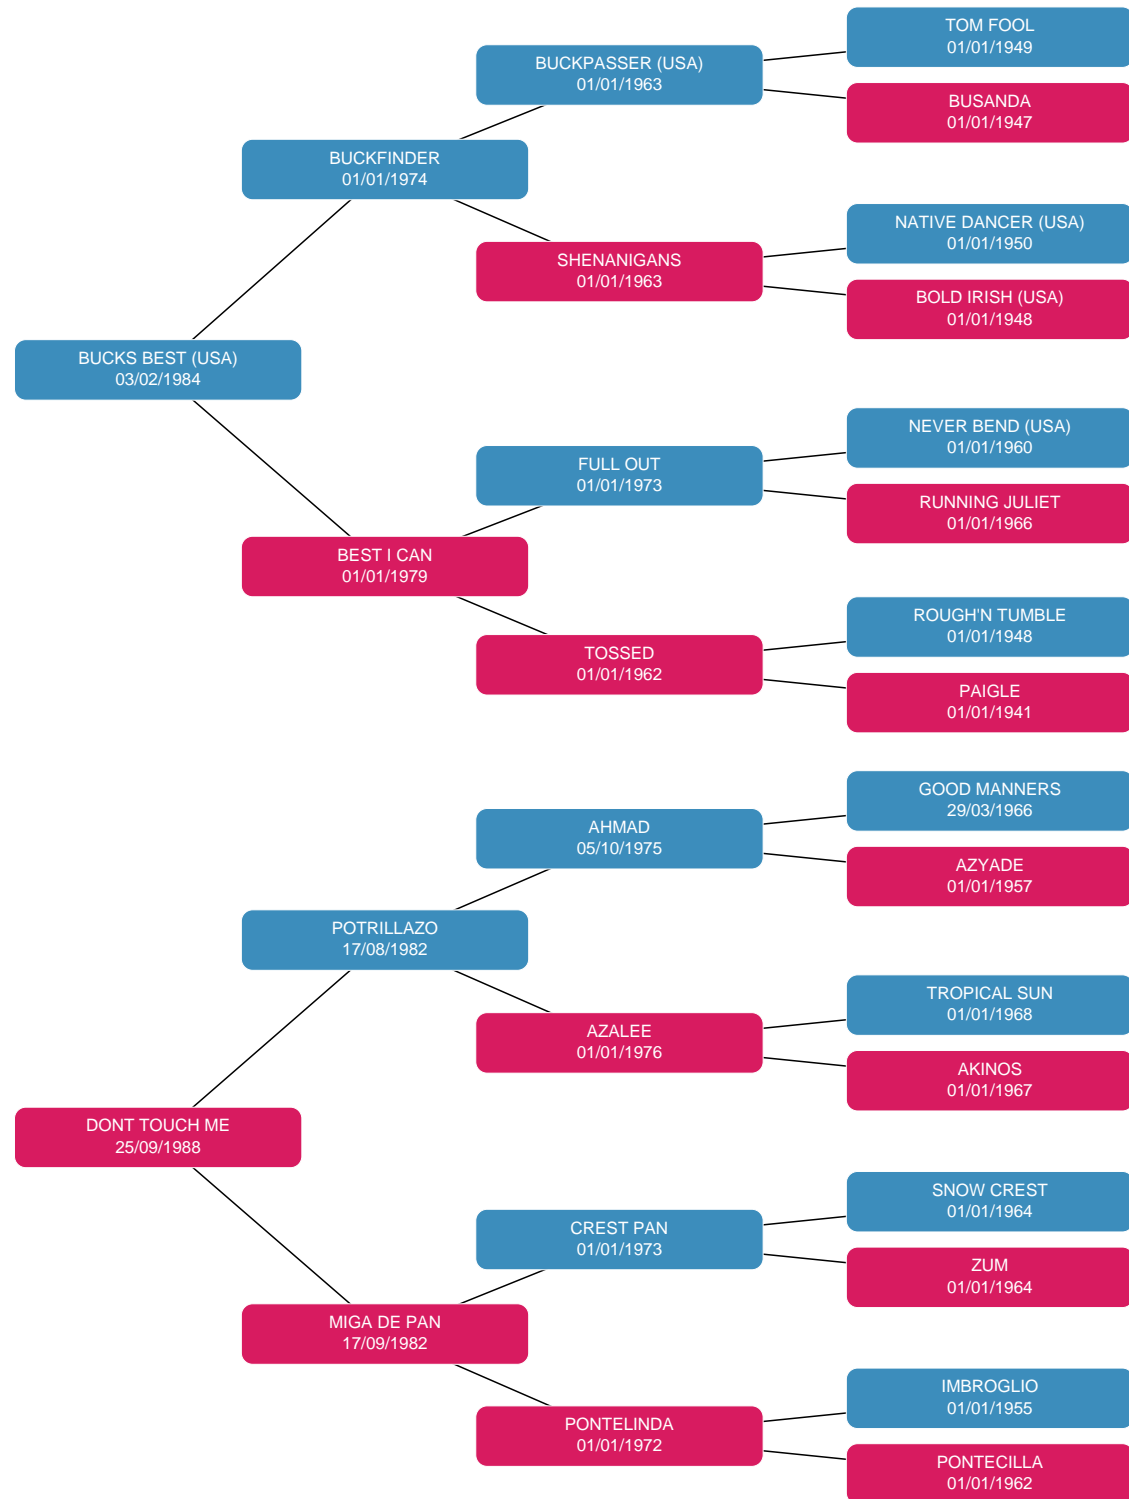 TOM FOOL
01/01/1949
BUCKPASSER (USA)
01/01/1963
BUSANDA
01/01/1947
BUCKFINDER
01/01/1974
NATIVE DANCER (USA)
01/01/1950
SHENANIGANS
01/01/1963
BOLD IRISH (USA)
01/01/1948
BUCKS BEST (USA)
03/02/1984
NEVER BEND (USA)
01/01/1960
FULL OUT
01/01/1973
RUNNING JULIET
01/01/1966
BEST I CAN
01/01/1979
ROUGH'N TUMBLE
01/01/1948
TOSSED
01/01/1962
PAIGLE
01/01/1941
GOOD MANNERS
29/03/1966
AHMAD
05/10/1975
AZYADE
01/01/1957
POTRILLAZO
17/08/1982
TROPICAL SUN
01/01/1968
AZALEE
01/01/1976
AKINOS
01/01/1967
DONT TOUCH ME
25/09/1988
SNOW CREST
01/01/1964
CREST PAN
01/01/1973
ZUM
01/01/1964
MIGA DE PAN
17/09/1982
IMBROGLIO
01/01/1955
PONTELINDA
01/01/1972
PONTECILLA
01/01/1962